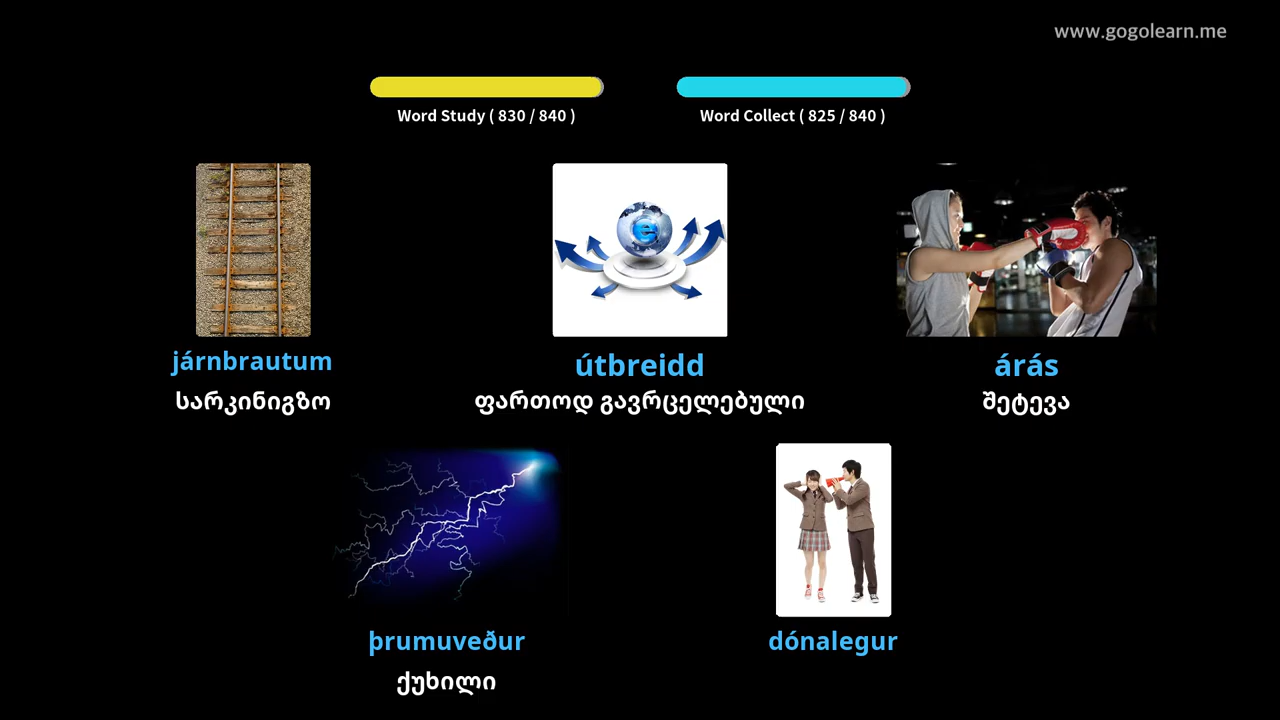 www.gogolearn.me
Word Study ( 830 / 840 )
Word Collect ( 825 / 840 )
járnbrautum
სარკინიგზო
útbreidd
ფართოდ გავრცელებული
árás
შეტევა
þrumuveður
ქუხილი
dónalegur